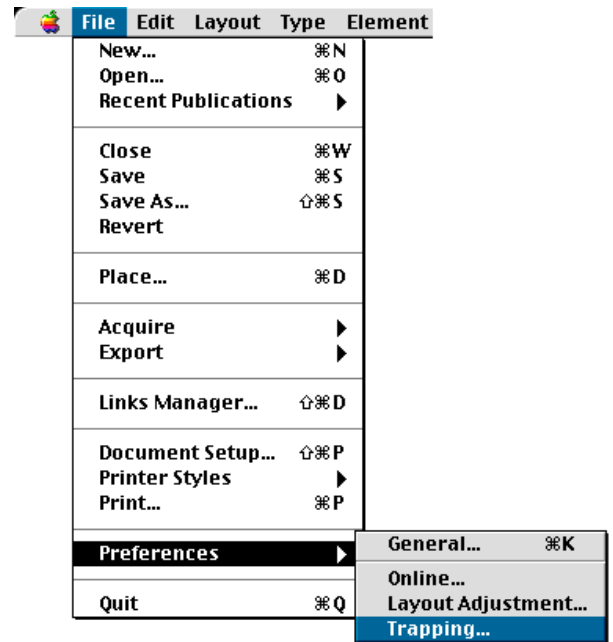 File Edit Layout Type Element
New... ⌘N
Open... ⌘O
Recent Publications
Close ⌘W
Save ⌘S
Save As... ⇧⌘S
Revert
Place... ⌘D
Acquire
Export
Links Manager... ⇧⌘D
Document Setup... ⇧⌘P
Printer Styles
Print... ⌘P
Preferences
General... ⌘K
Online...
Layout Adjustment...
Trapping...
Quit ⌘Q